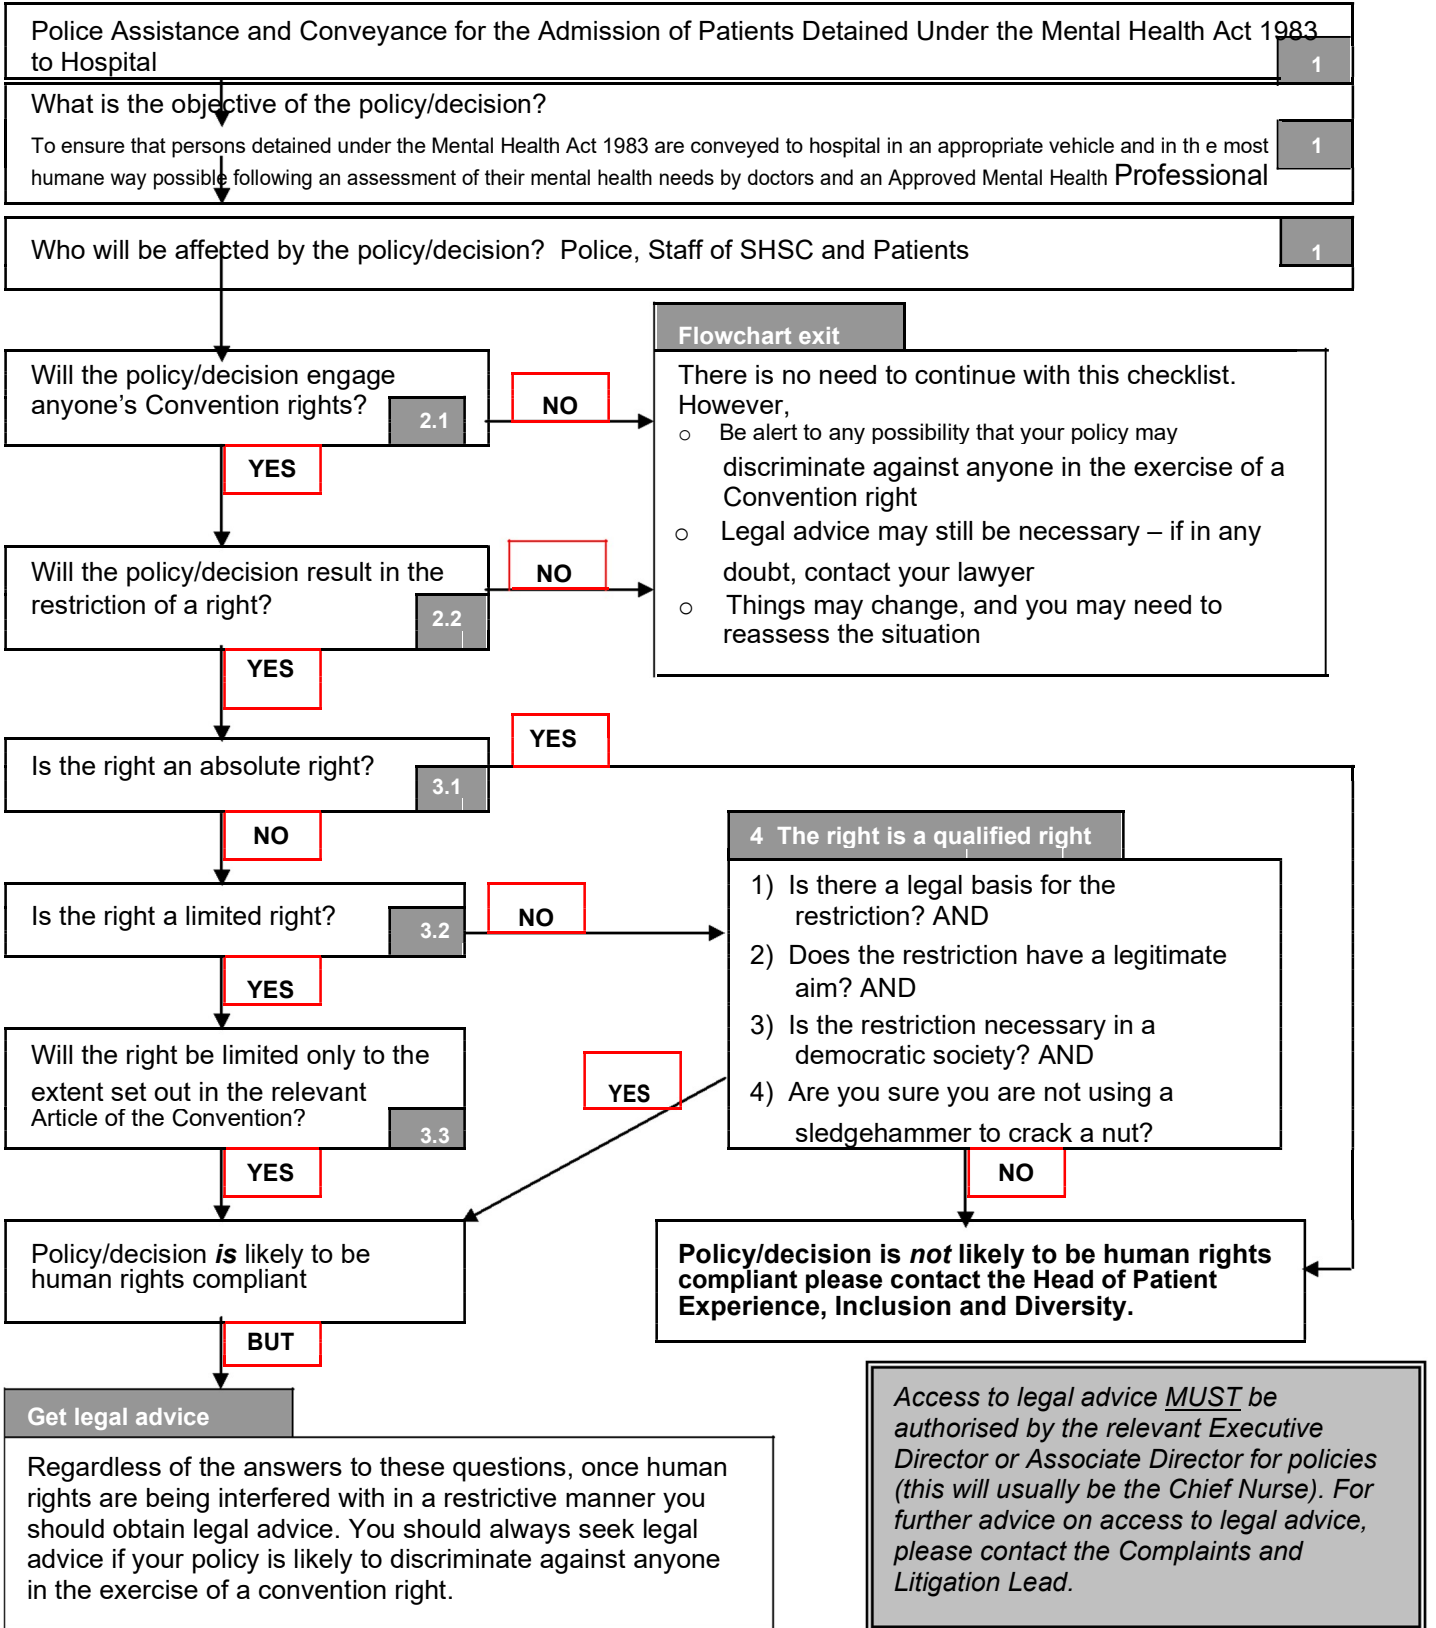 Police Assistance and Conveyance for the Admission of Patients Detained Under the Mental Health Act 1983
to Hospital
1
What is the objective of the policy/decision?
To ensure that persons detained under the Mental Health Act 1983 are conveyed to hospital in an appropriate vehicle and in th e most
1
humane way possible following an assessment of their mental health needs by doctors and an Approved Mental Health Professional
Who will be affected by the policy/decision? Police, Staff of SHSC and Patients
1
Flowchart exit
There is no need to continue with this checklist.
However,
o Be alert to any possibility that your policy may
discriminate against anyone in the exercise of a
Convention right
o Legal advice may still be necessary – if in any
doubt, contact your lawyer
o Things may change, and you may need to
reassess the situation
Will the policy/decision engage
anyone’s Convention rights?
2.1
NO
YES
Will the policy/decision result in the
restriction of a right?
2.2
NO
YES
Is the right an absolute right?
3.1
YES
NO
Is the right a limited right?
3.2
NO
YES
4 The right is a qualified right
1) Is there a legal basis for the
restriction? AND
2) Does the restriction have a legitimate
aim? AND
3) Is the restriction necessary in a
democratic society? AND
4) Are you sure you are not using a
sledgehammer to crack a nut?
Will the right be limited only to the
extent set out in the relevant
Article of the Convention?
3.3
YES
YES
NO
Policy/decision is likely to be
human rights compliant
Policy/decision is not likely to be human rights
compliant please contact the Head of Patient
Experience, Inclusion and Diversity.
BUT
Get legal advice
Regardless of the answers to these questions, once human
rights are being interfered with in a restrictive manner you
should obtain legal advice. You should always seek legal
advice if your policy is likely to discriminate against anyone
in the exercise of a convention right.
Access to legal advice MUST be
authorised by the relevant Executive
Director or Associate Director for policies
(this will usually be the Chief Nurse). For
further advice on access to legal advice,
please contact the Complaints and
Litigation Lead.